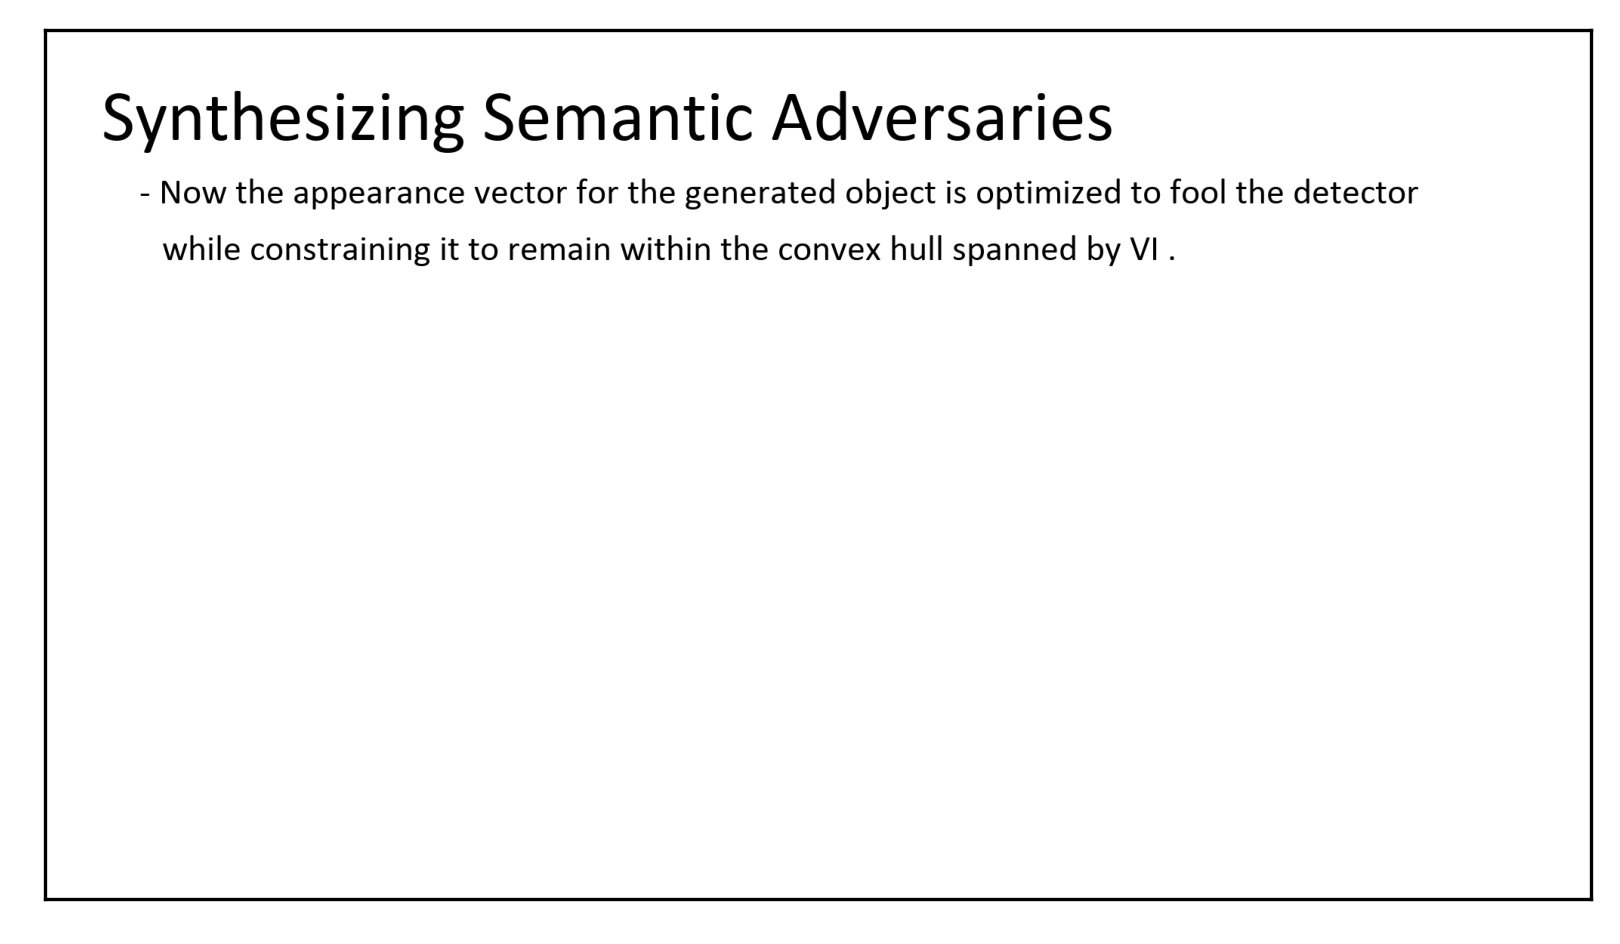 Synthesizing Semantic Adversaries
- Now the appearance vector for the generated object is optimized to fool the detector
while constraining it to remain within the convex hull spanned by VI .